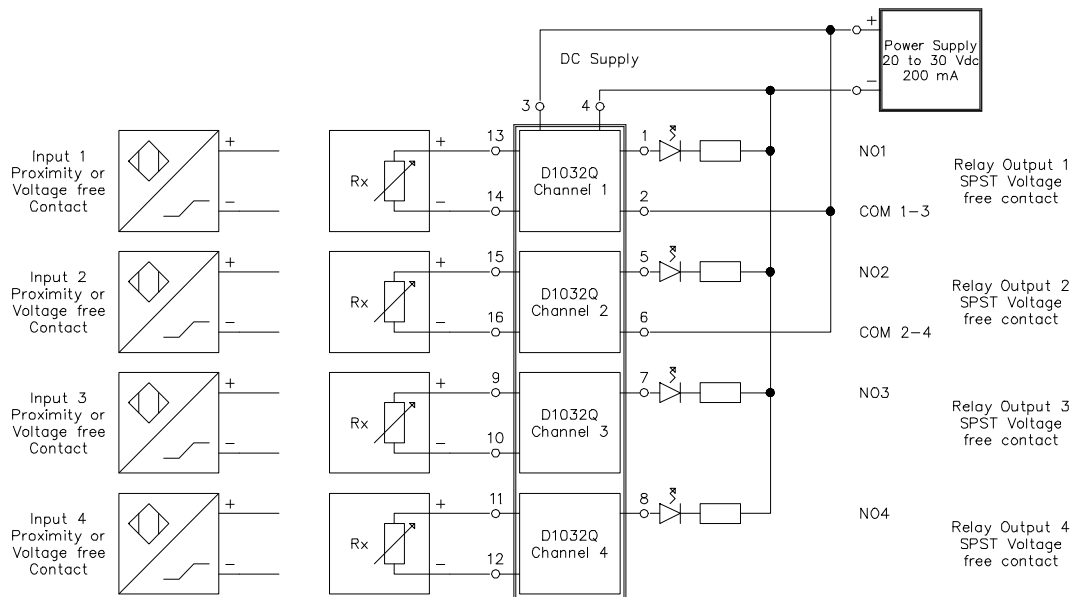 +
Power Supply
20 to 30 Vdc
200 mA
−
DC Supply
3
4
Input 1
Proximity or
Voltage free
Contact
+
−
Rx
+
−
13
14
D1032Q
Channel 1
1
2
NO1
COM 1−3
Relay Output 1
SPST Voltage
free contact
Input 2
Proximity or
Voltage free
Contact
+
−
Rx
+
−
15
16
D1032Q
Channel 2
5
6
NO2
COM 2−4
Relay Output 2
SPST Voltage
free contact
Input 3
Proximity or
Voltage free
Contact
+
−
Rx
+
−
9
10
D1032Q
Channel 3
7
NO3
Relay Output 3
SPST Voltage
free contact
Input 4
Proximity or
Voltage free
Contact
+
−
Rx
+
−
11
12
D1032Q
Channel 4
8
NO4
Relay Output 4
SPST Voltage
free contact